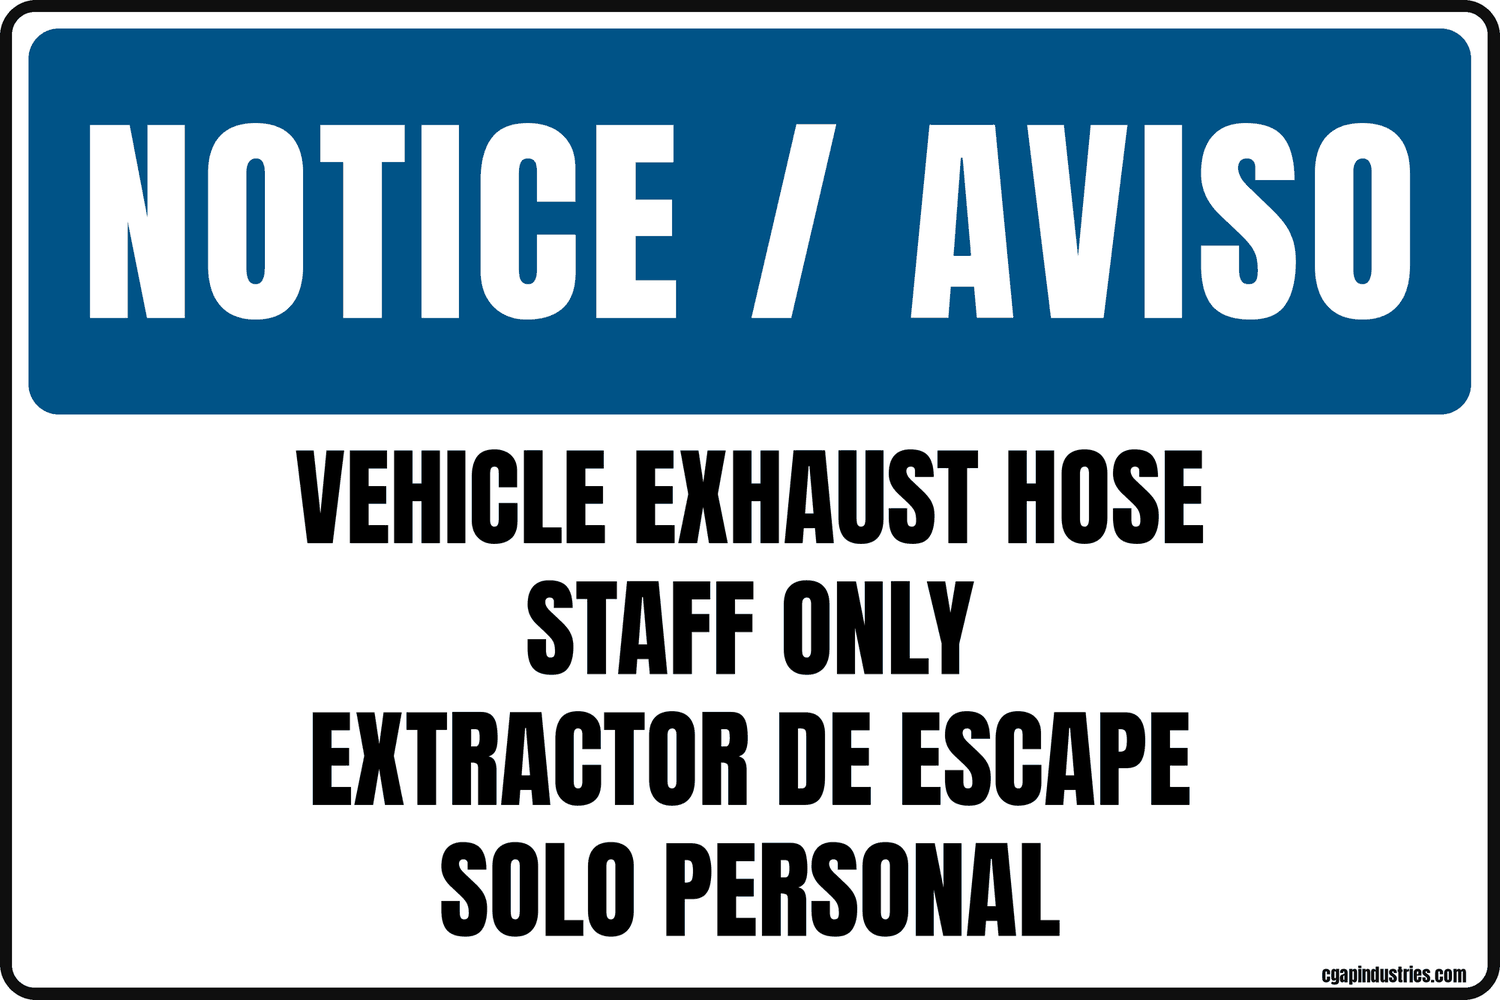 NOTICE / AVISO
VEHICLE EXHAUST HOSE
STAFF ONLY
EXTRACTOR DE ESCAPE
SOLO PERSONAL
cgapindustries.com